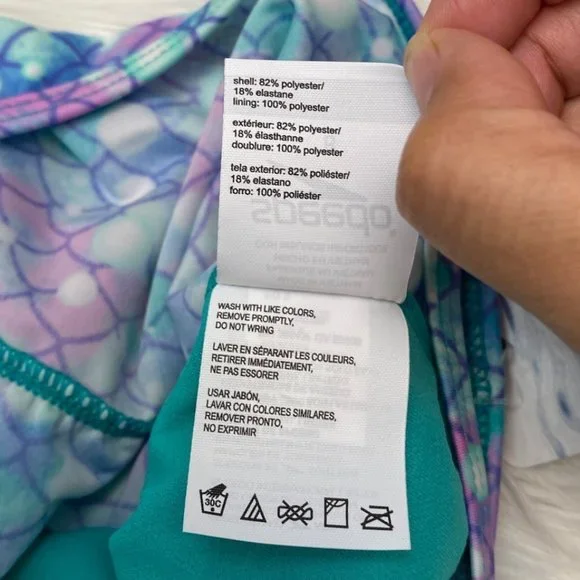 shell: 82% polyester/
18% elastane
lining: 100% polyester
extérieur: 82% polyester/
18% élasthanne
doublure: 100% polyester
tela exterior: 82% poliéster/
18% elastano
forro: 100% poliéster
speedo
WASH WITH LIKE COLORS,
REMOVE PROMPTLY,
DO NOT WRING
LAVER EN SÉPARANT LES COULEURS,
RETIRER IMMÉDIATEMENT,
NE PAS ESSORER
USAR JABÓN,
LAVAR CON COLORES SIMILARES,
REMOVER PRONTO,
NO EXPRIMIR
30C